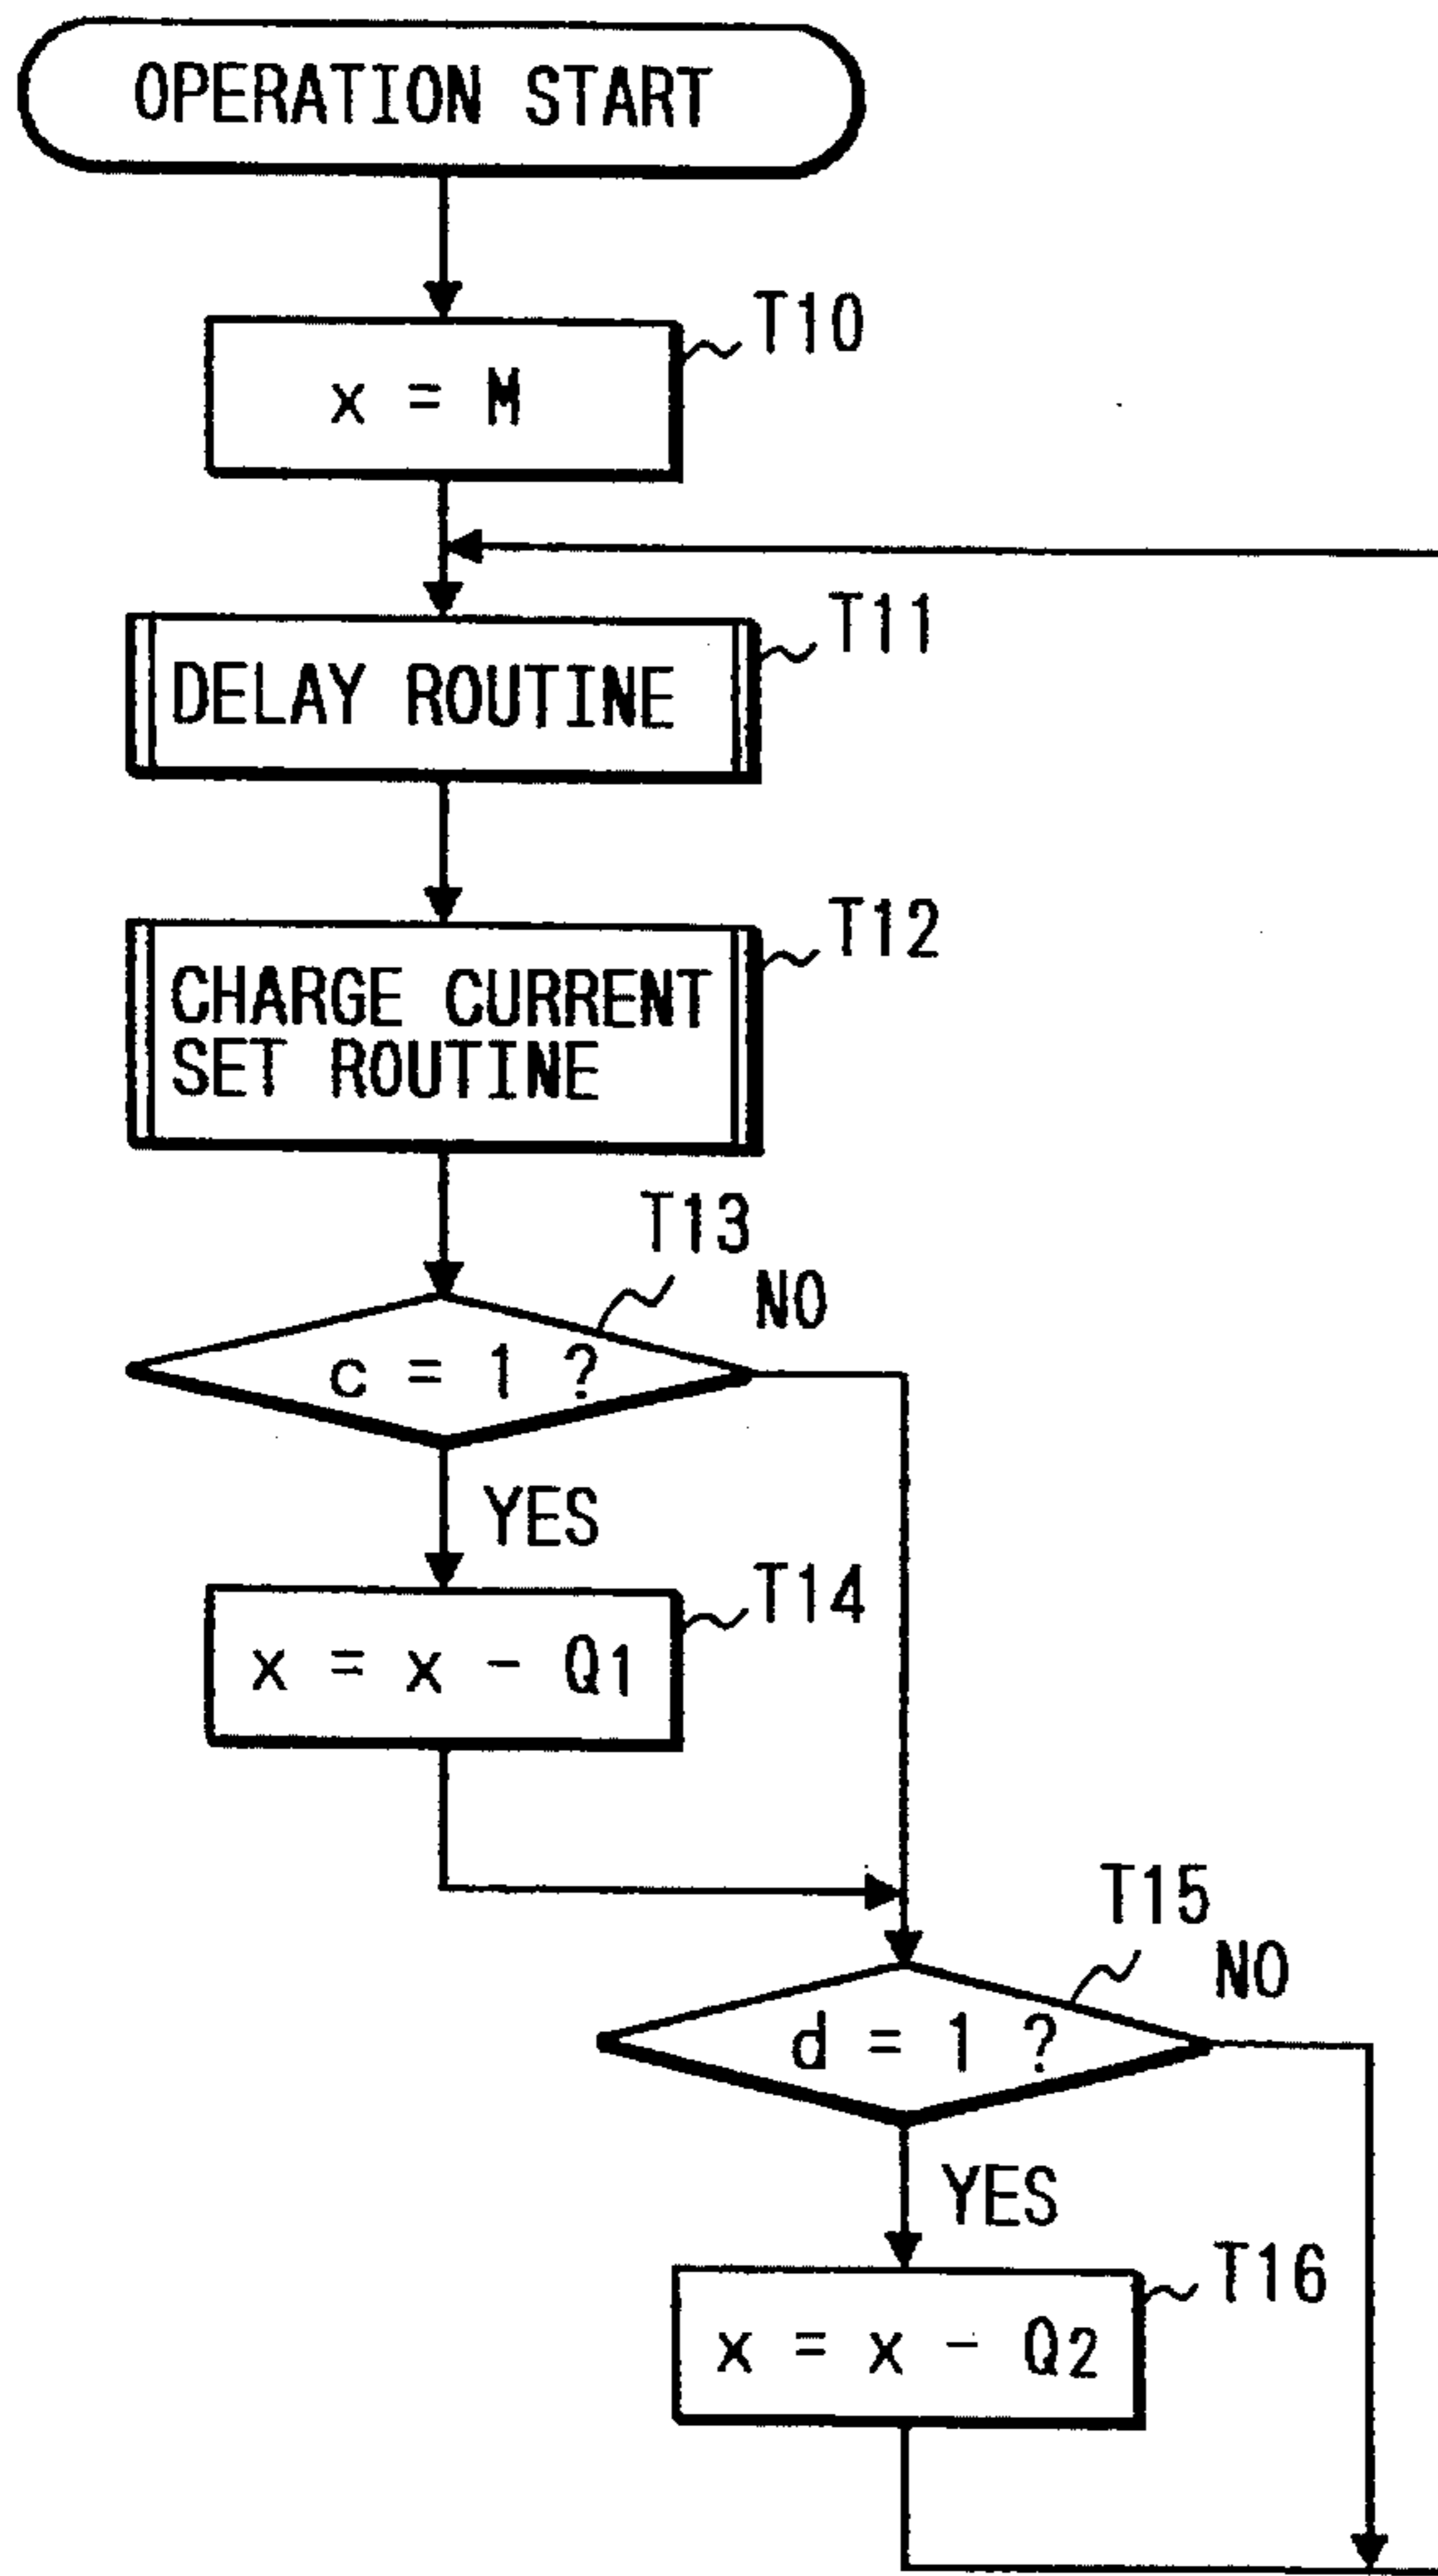 OPERATION START
T10
x = M
T11
DELAY ROUTINE
T12
CHARGE CURRENT
SET ROUTINE
T13
NO
c = 1 ?
YES
T14
x = x - Q1
T15
NO
d = 1 ?
YES
T16
x = x - Q2